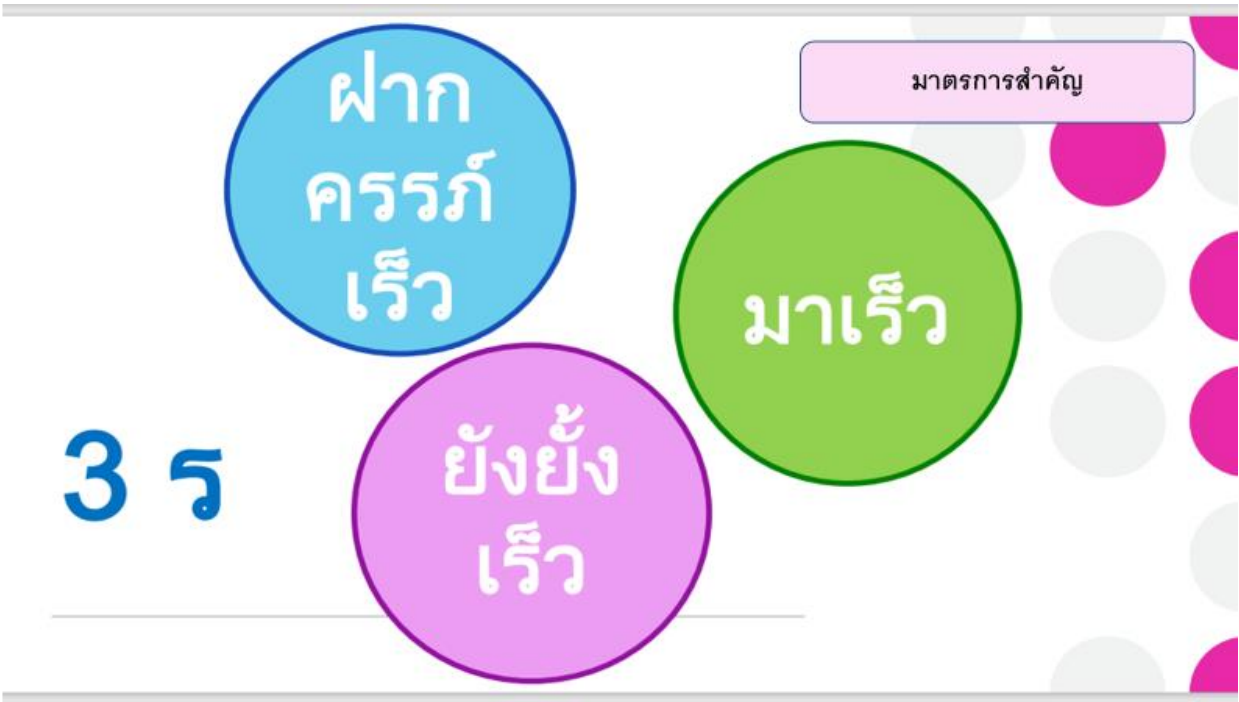 มาตรการสำคัญ
ฝาก
ครรภ์
เร็ว
มาเร็ว
3 ร
ยังยั้ง
เร็ว